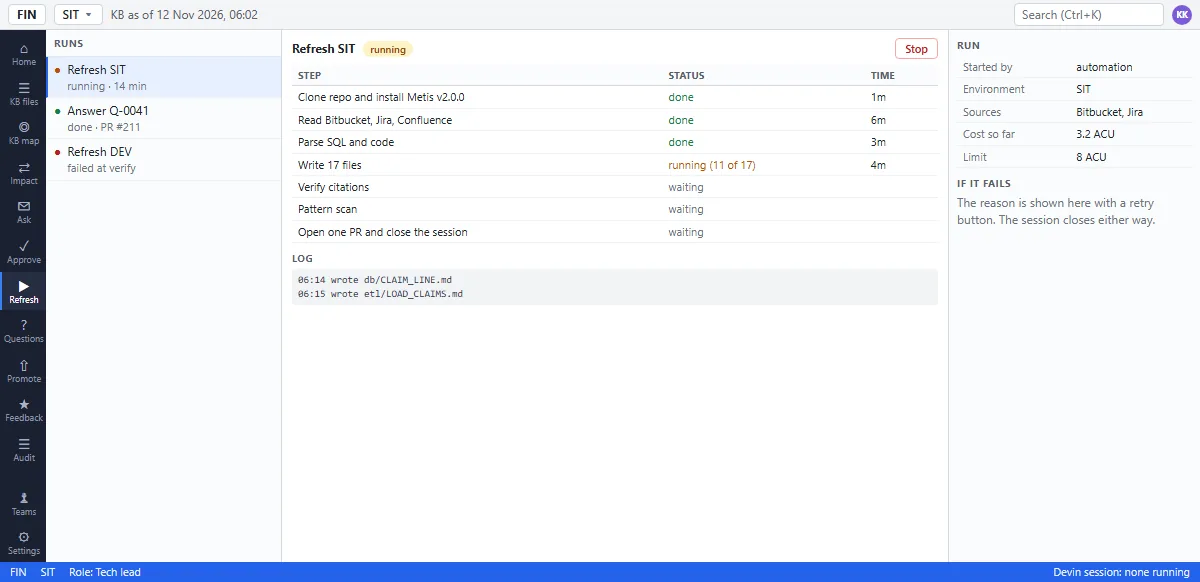 FIN SIT KB as of 12 Nov 2026, 06:02 Search (Ctrl+K) KK
Home
KB files
KB map
Impact
Ask
Approve
Refresh
Questions
Promote
Feedback
Audit
Teams
Settings
RUNS
Refresh SIT
running · 14 min
Answer Q-0041
done · PR #211
Refresh DEV
failed at verify
Refresh SIT running Stop
STEP STATUS TIME
Clone repo and install Metis v2.0.0 done 1m
Read Bitbucket, Jira, Confluence done 6m
Parse SQL and code done 3m
Write 17 files running (11 of 17) 4m
Verify citations waiting
Pattern scan waiting
Open one PR and close the session waiting
LOG
06:14 wrote db/CLAIM_LINE.md
06:15 wrote etl/LOAD_CLAIMS.md
RUN
Started by automation
Environment SIT
Sources Bitbucket, Jira
Cost so far 3.2 ACU
Limit 8 ACU
IF IT FAILS
The reason is shown here with a retry
button. The session closes either way.
FIN SIT Role: Tech lead Devin session: none running